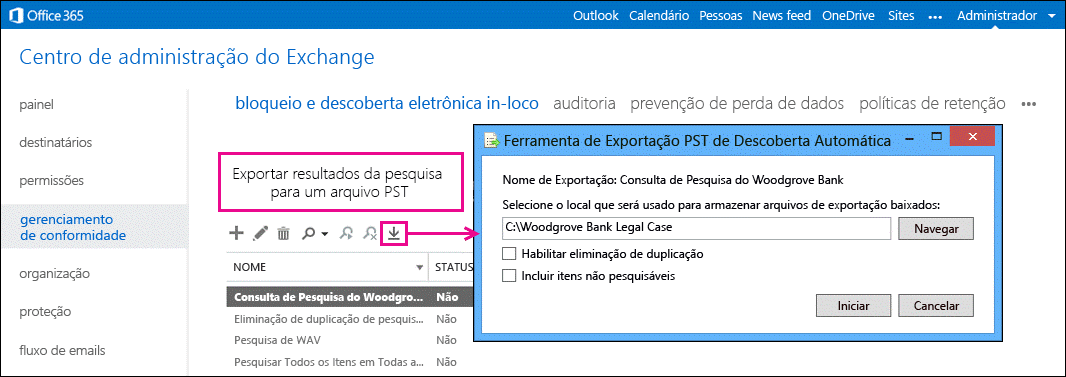 Office 365
Outlook Calendário Pessoas News feed OneDrive Sites ••• Administrador
Centro de administração do Exchange
painel
destinatários
permissões
gerenciamento
de conformidade
organização
proteção
fluxo de emails
bloqueio e descoberta eletrônica in-loco auditoria prevenção de perda de dados políticas de retenção •••
Exportar resultados da pesquisa
para um arquivo PST
NOME STATUS
Consulta de Pesquisa do Woodgro... Não
Eliminação de duplicação de pesquis... Não
Pesquisa de WAV Não
Pesquisar Todos os Itens em Todas a... Não
Ferramenta de Exportação PST de Descoberta Automática
Nome de Exportação: Consulta de Pesquisa do Woodgrove Bank
Selecione o local que será usado para armazenar arquivos de exportação baixados:
C:\Woodgrove Bank Legal Case
Navegar
Habilitar eliminação de duplicação
Incluir itens não pesquisáveis
Iniciar Cancelar